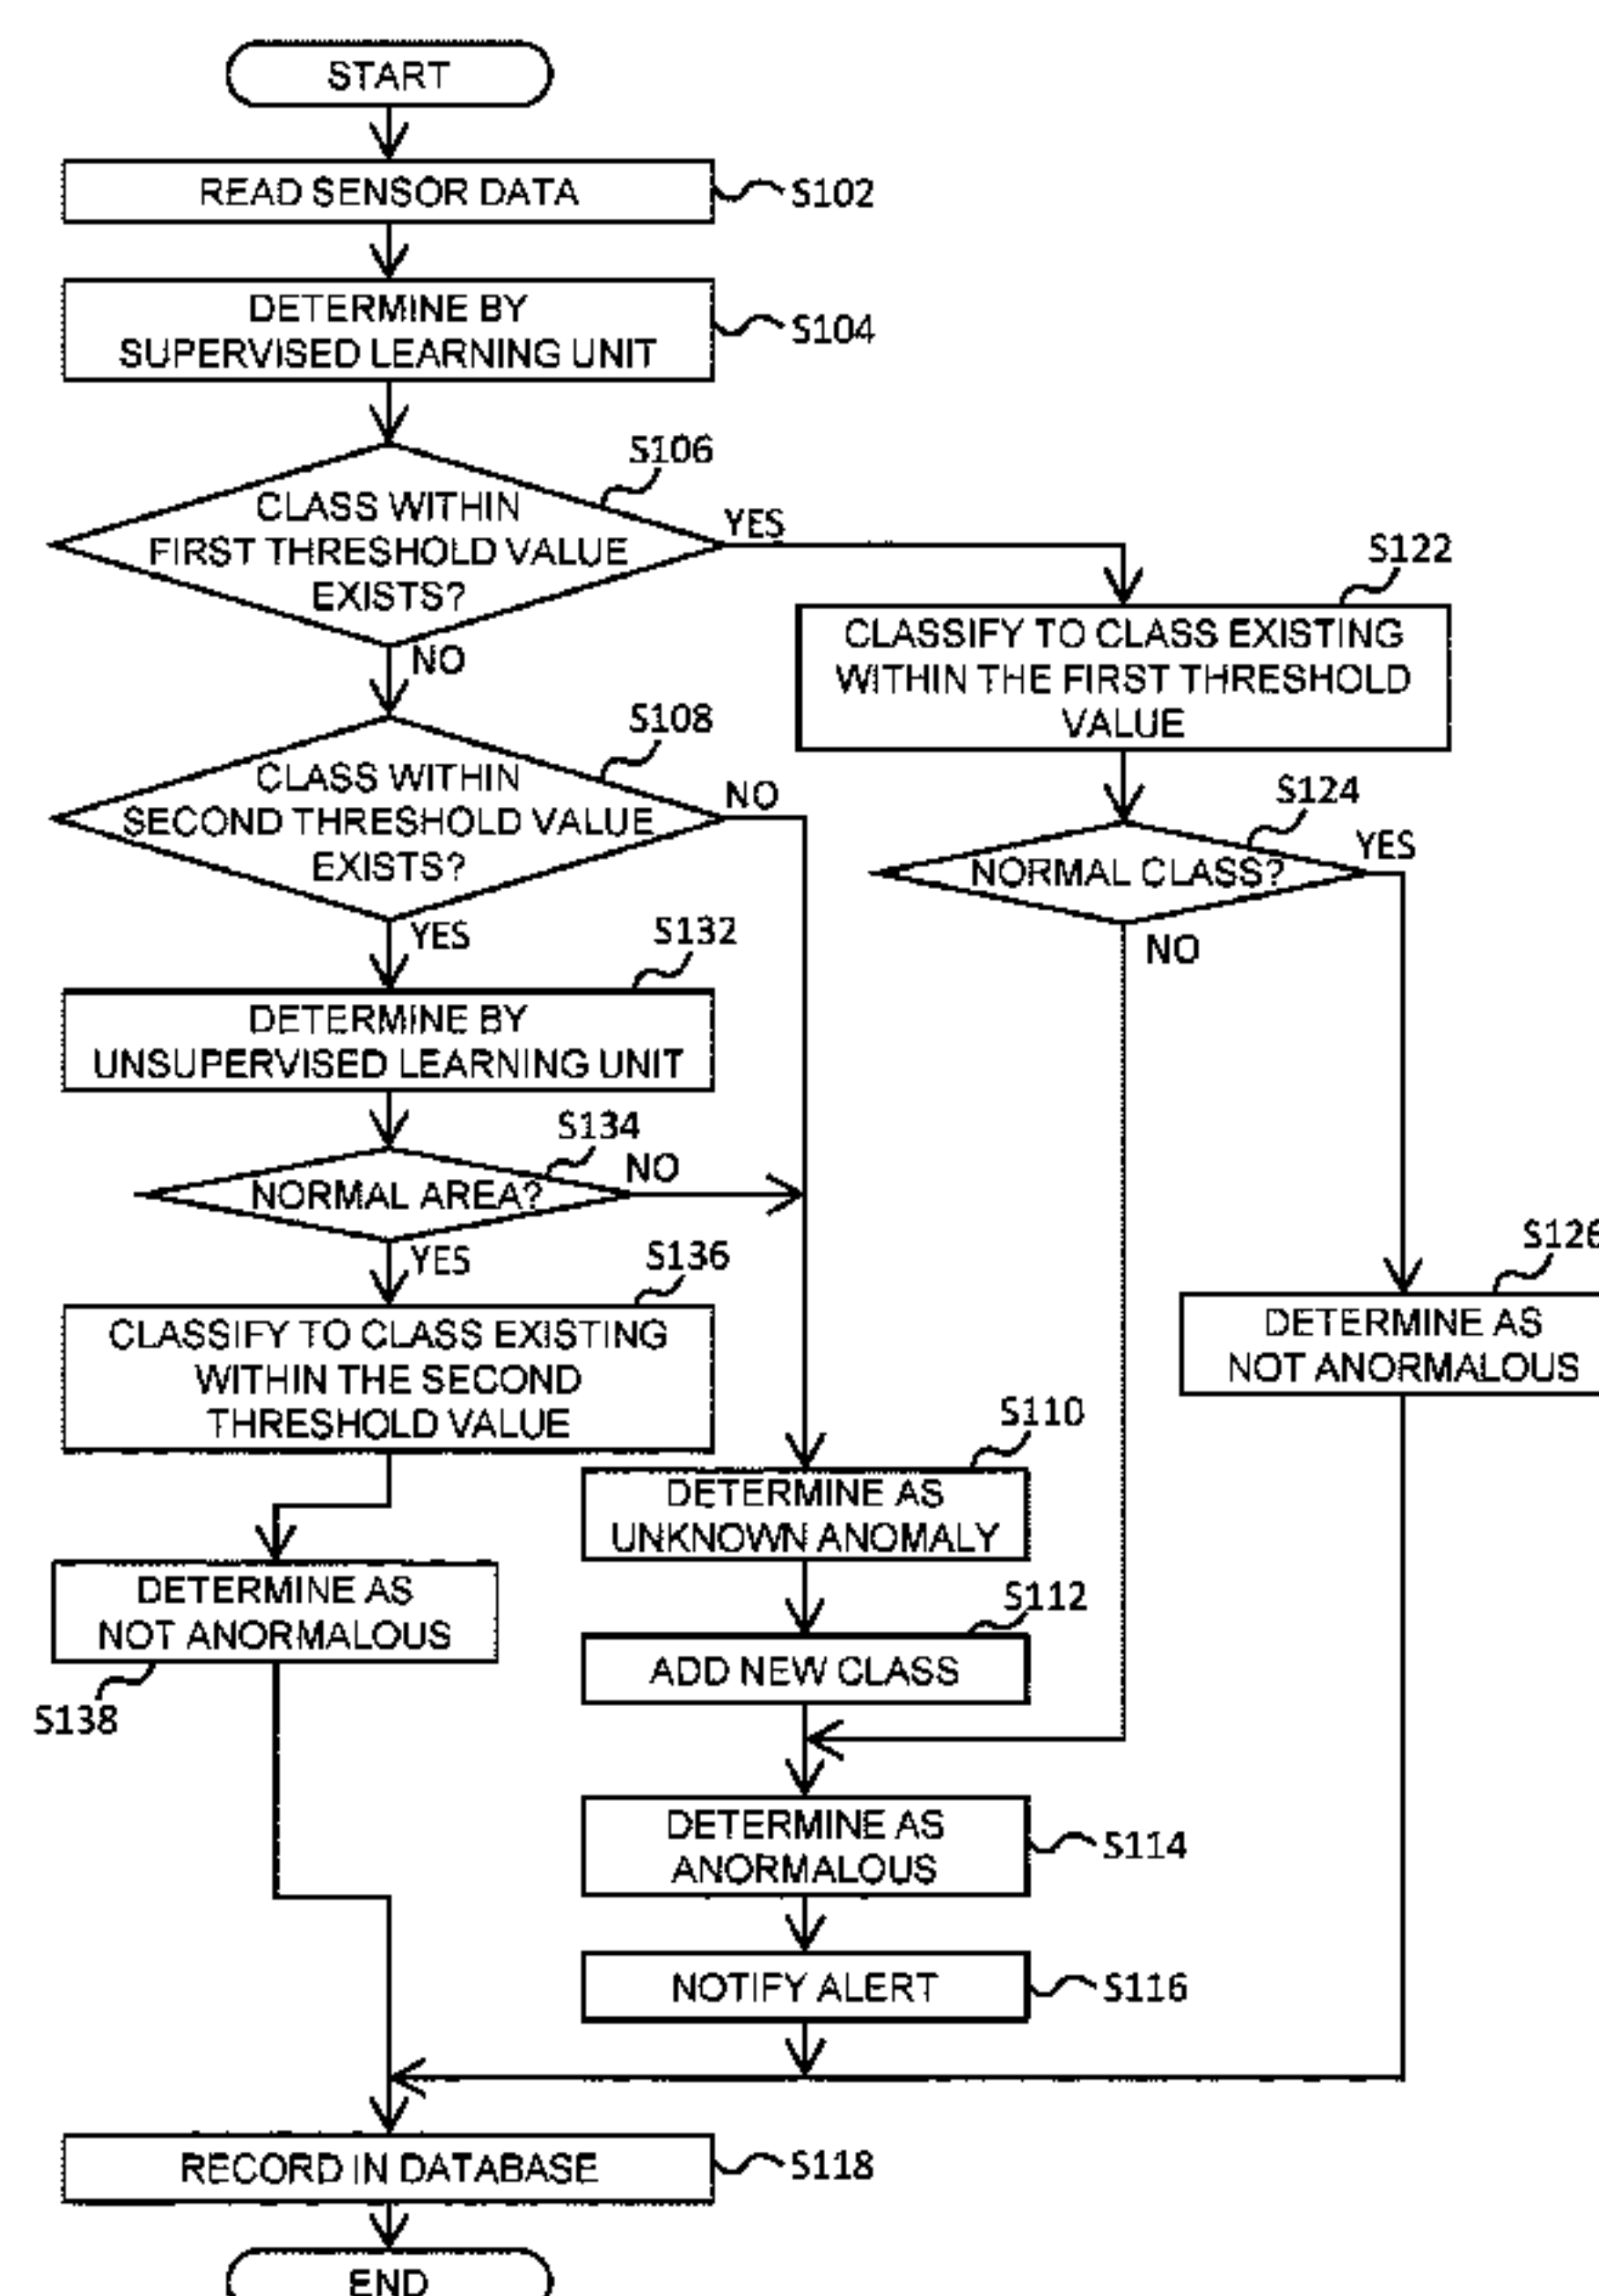 START
READ SENSOR DATA
S102
DETERMINE BY
SUPERVISED LEARNING UNIT
S104
S106
CLASS WITHIN
FIRST THRESHOLD VALUE
EXISTS?
YES
NO
S122
CLASSIFY TO CLASS EXISTING
WITHIN THE FIRST THRESHOLD
VALUE
S108
CLASS WITHIN
SECOND THRESHOLD VALUE
EXISTS?
NO
YES
S124
NORMAL CLASS?
YES
NO
S132
DETERMINE BY
UNSUPERVISED LEARNING UNIT
S134
NORMAL AREA?
NO
YES
S126
DETERMINE AS
NOT ANORMALOUS
S136
CLASSIFY TO CLASS EXISTING
WITHIN THE SECOND
THRESHOLD VALUE
S110
DETERMINE AS
UNKNOWN ANOMALY
DETERMINE AS
NOT ANORMALOUS
S138
S112
ADD NEW CLASS
DETERMINE AS
ANORMALOUS
S114
NOTIFY ALERT
S116
RECORD IN DATABASE
S118
END